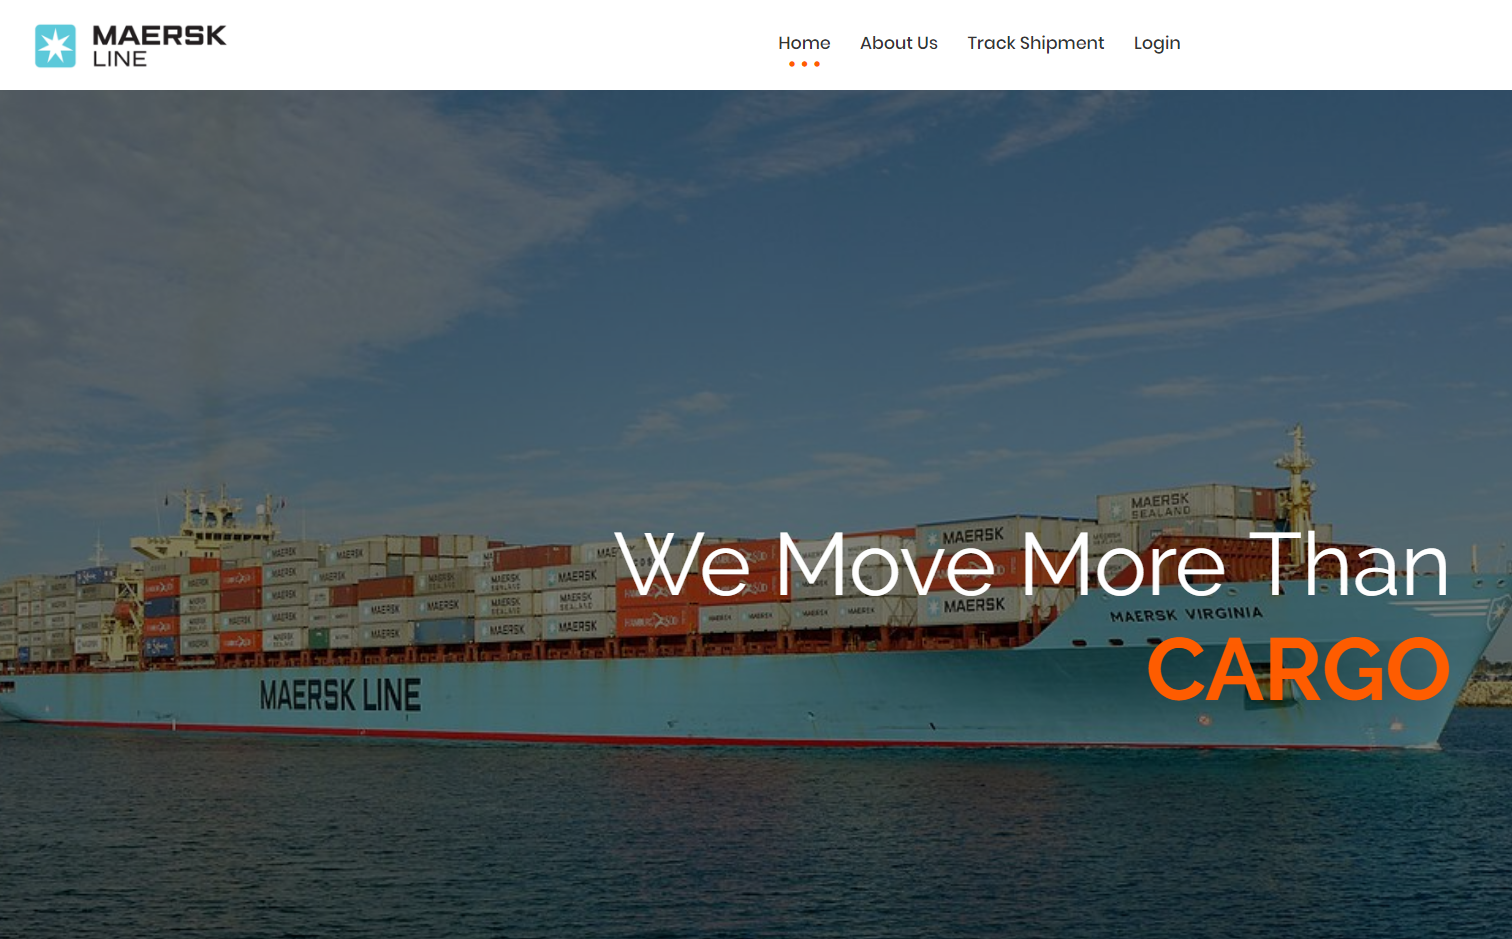 MAERSK
LINE
Home
About Us
Track Shipment
Login
We Move More Than
CARGO
MAERSK LINE
MAERSK VIRGINIA
MAERSK
SEALAND
MAERSK
MAERSK